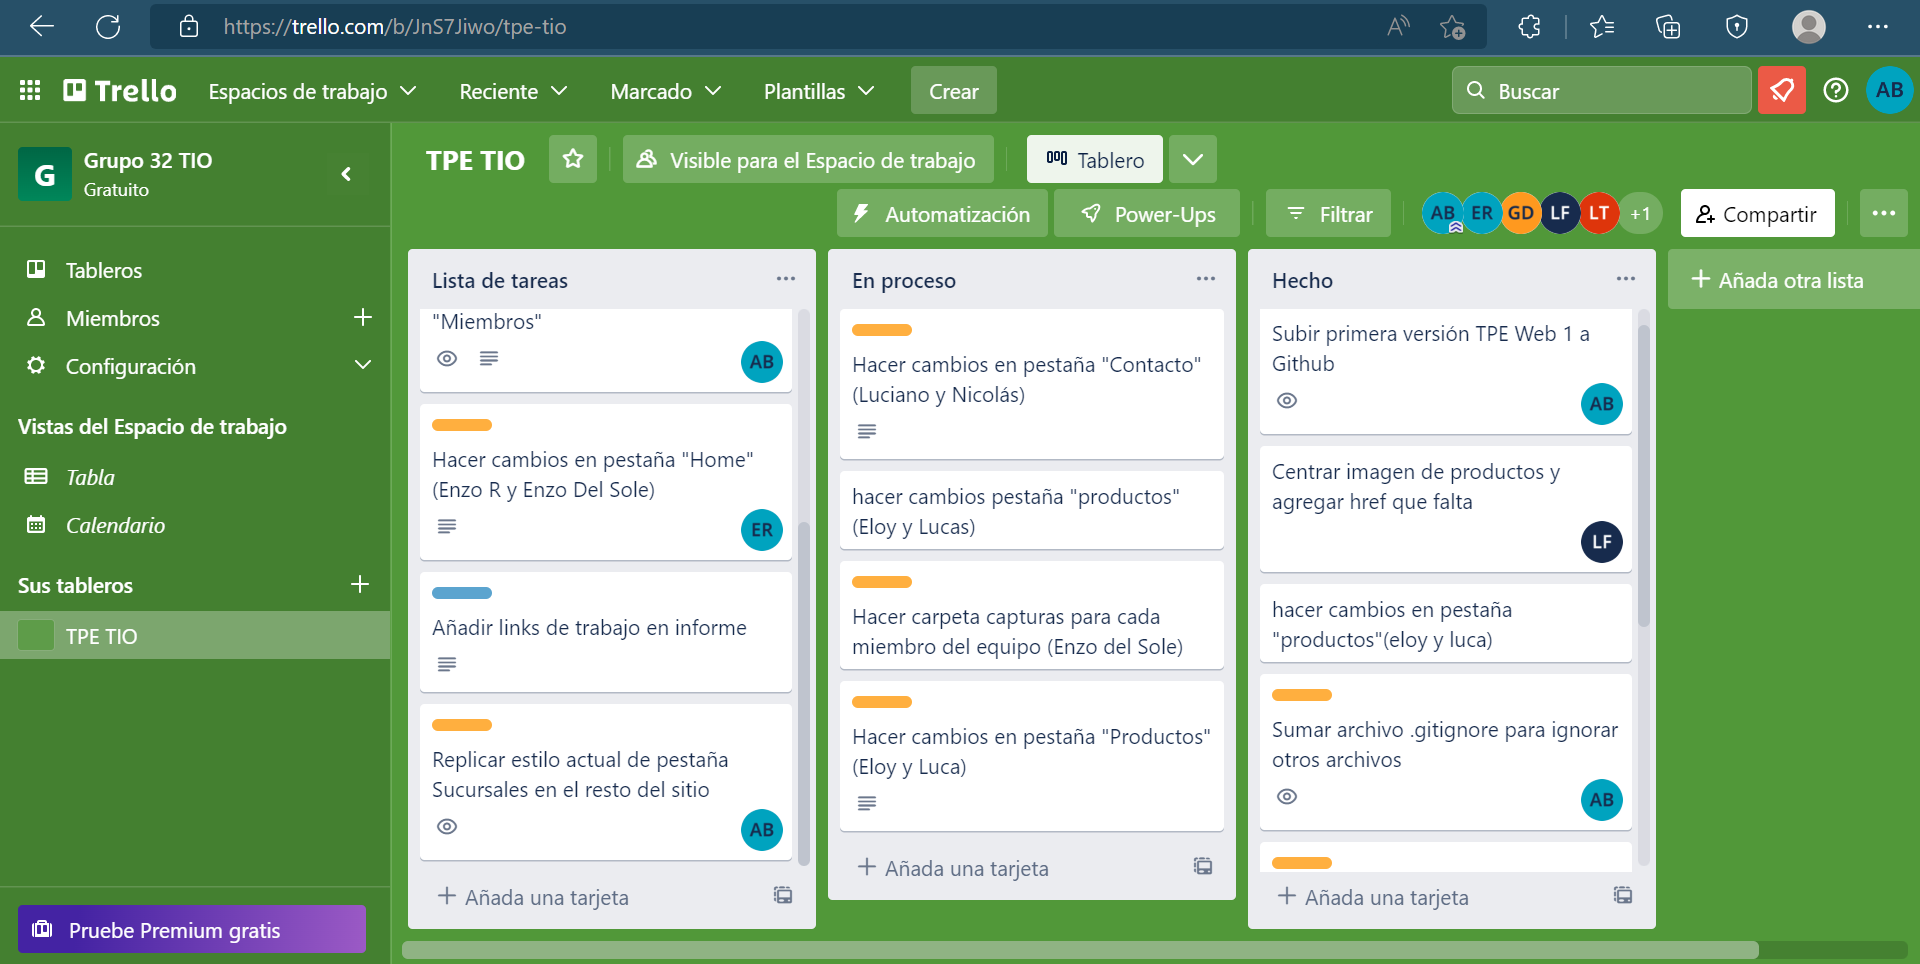 https://trello.com/b/JnS7Jiwo/tpe-tio
Trello
Espacios de trabajo
Reciente
Marcado
Plantillas
Crear
Buscar
AB
G
Grupo 32 TIO
Gratuito
Tableros
Miembros
Configuración
Vistas del Espacio de trabajo
Tabla
Calendario
Sus tableros
TPE TIO
Pruebe Premium gratis
TPE TIO
Visible para el Espacio de trabajo
Tablero
Automatización
Power-Ups
Filtrar
AB
ER
GD
LF
LT
+1
Compartir
Lista de tareas
"Miembros"
AB
Hacer cambios en pestaña "Home"
(Enzo R y Enzo Del Sole)
ER
Añadir links de trabajo en informe
Replicar estilo actual de pestaña
Sucursales en el resto del sitio
AB
Añada una tarjeta
En proceso
Hacer cambios en pestaña "Contacto"
(Luciano y Nicolás)
hacer cambios pestaña "productos"
(Eloy y Lucas)
Hacer carpeta capturas para cada
miembro del equipo (Enzo del Sole)
Hacer cambios en pestaña "Productos"
(Eloy y Luca)
Añada una tarjeta
Hecho
Subir primera versión TPE Web 1 a
Github
AB
Centrar imagen de productos y
agregar href que falta
LF
hacer cambios en pestaña
"productos"(eloy y luca)
Sumar archivo .gitignore para ignorar
otros archivos
AB
Añada una tarjeta
Añada otra lista